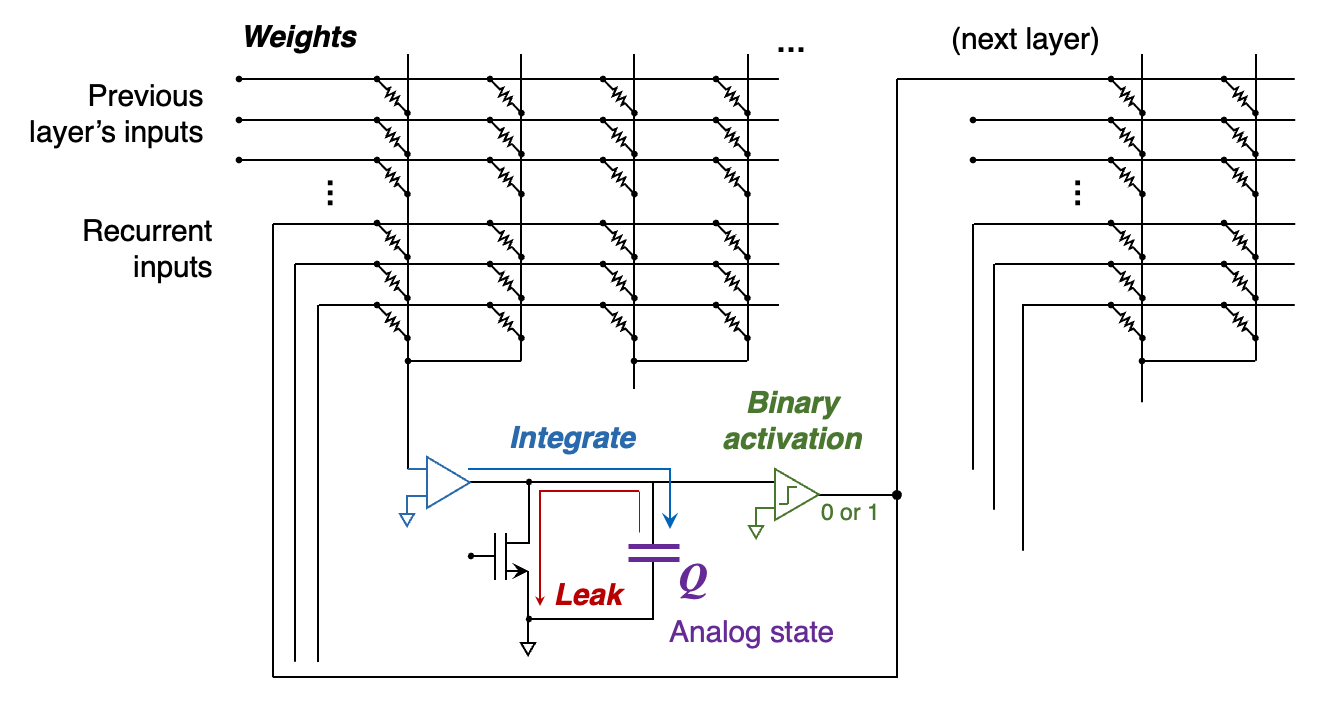 Weights
...
(next layer)
Previous
layer’s inputs
...
...
Recurrent
inputs
Binary
activation
Integrate
0 or 1
Leak
Q
Analog state